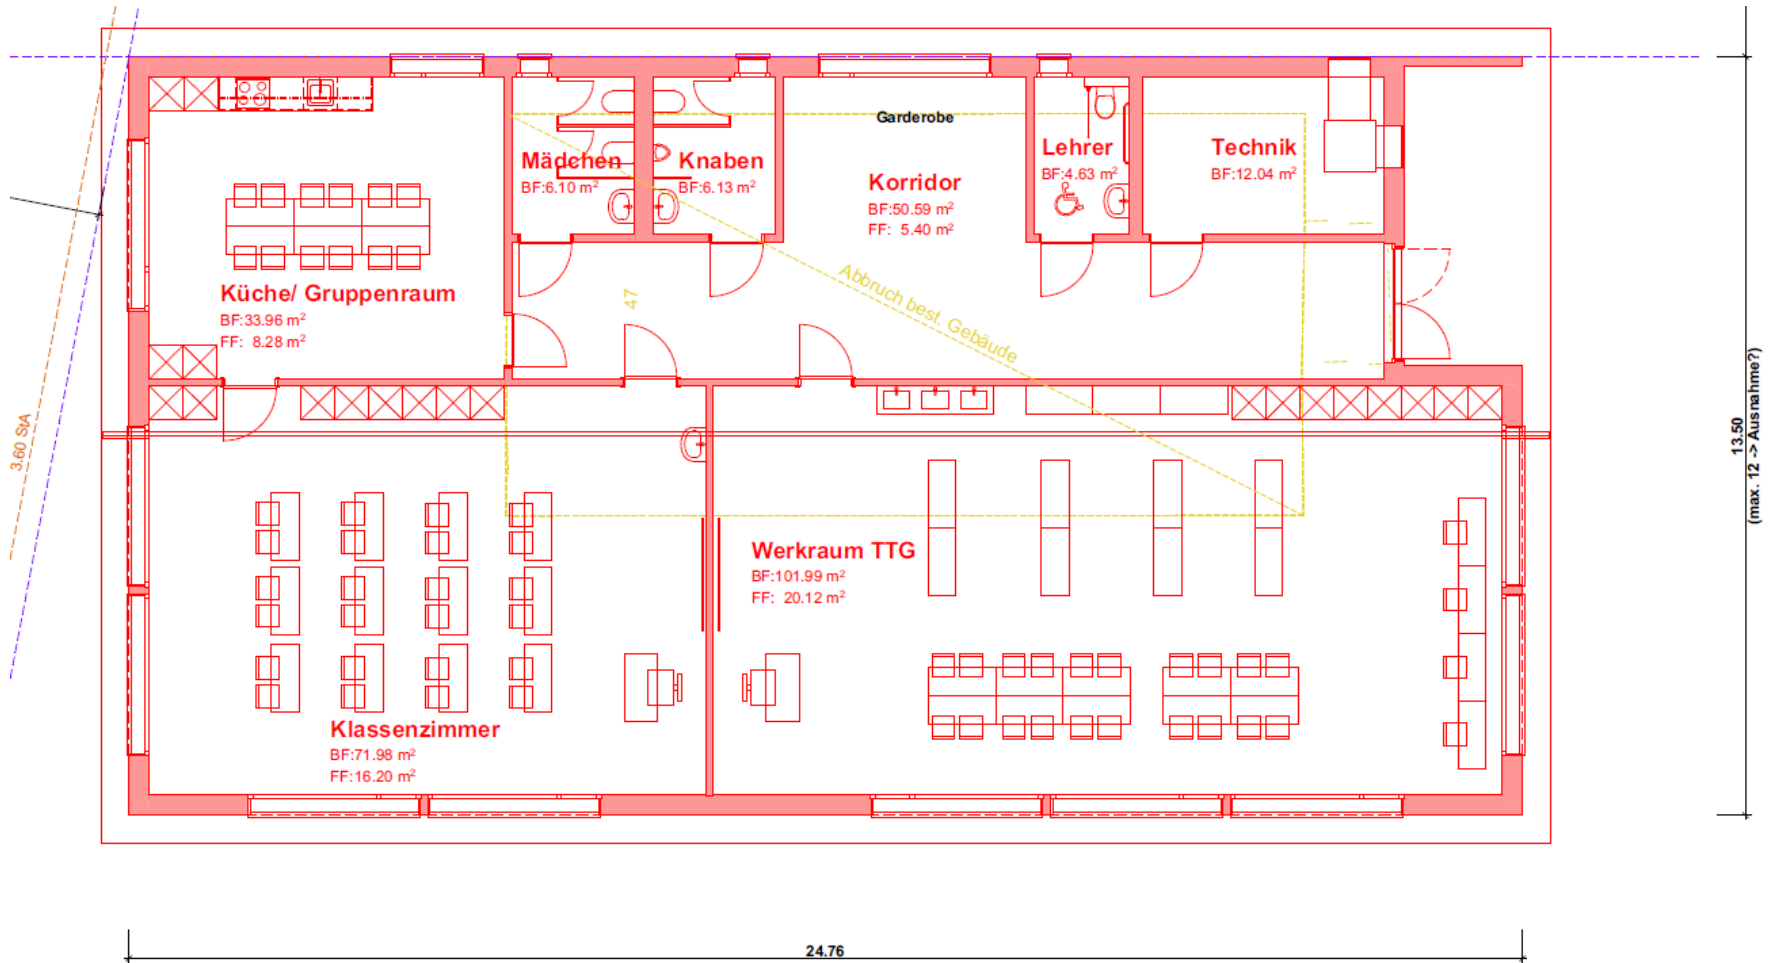 Garderobe
Mädchen
BF:6.10 m²
Knaben
BF:6.13 m²
Korridor
BF:50.59 m²
FF: 5.40 m²
Lehrer
BF:4.63 m²
Technik
BF:12.04 m²
Küche/ Gruppenraum
BF:33.96 m²
FF: 8.28 m²
47
Abbruch best. Gebäude
3.60 StA
13.50
(max. 12 -> Ausnahme?)
Werkraum TTG
BF:101.99 m²
FF: 20.12 m²
Klassenzimmer
BF:71.98 m²
FF:16.20 m²
24.76